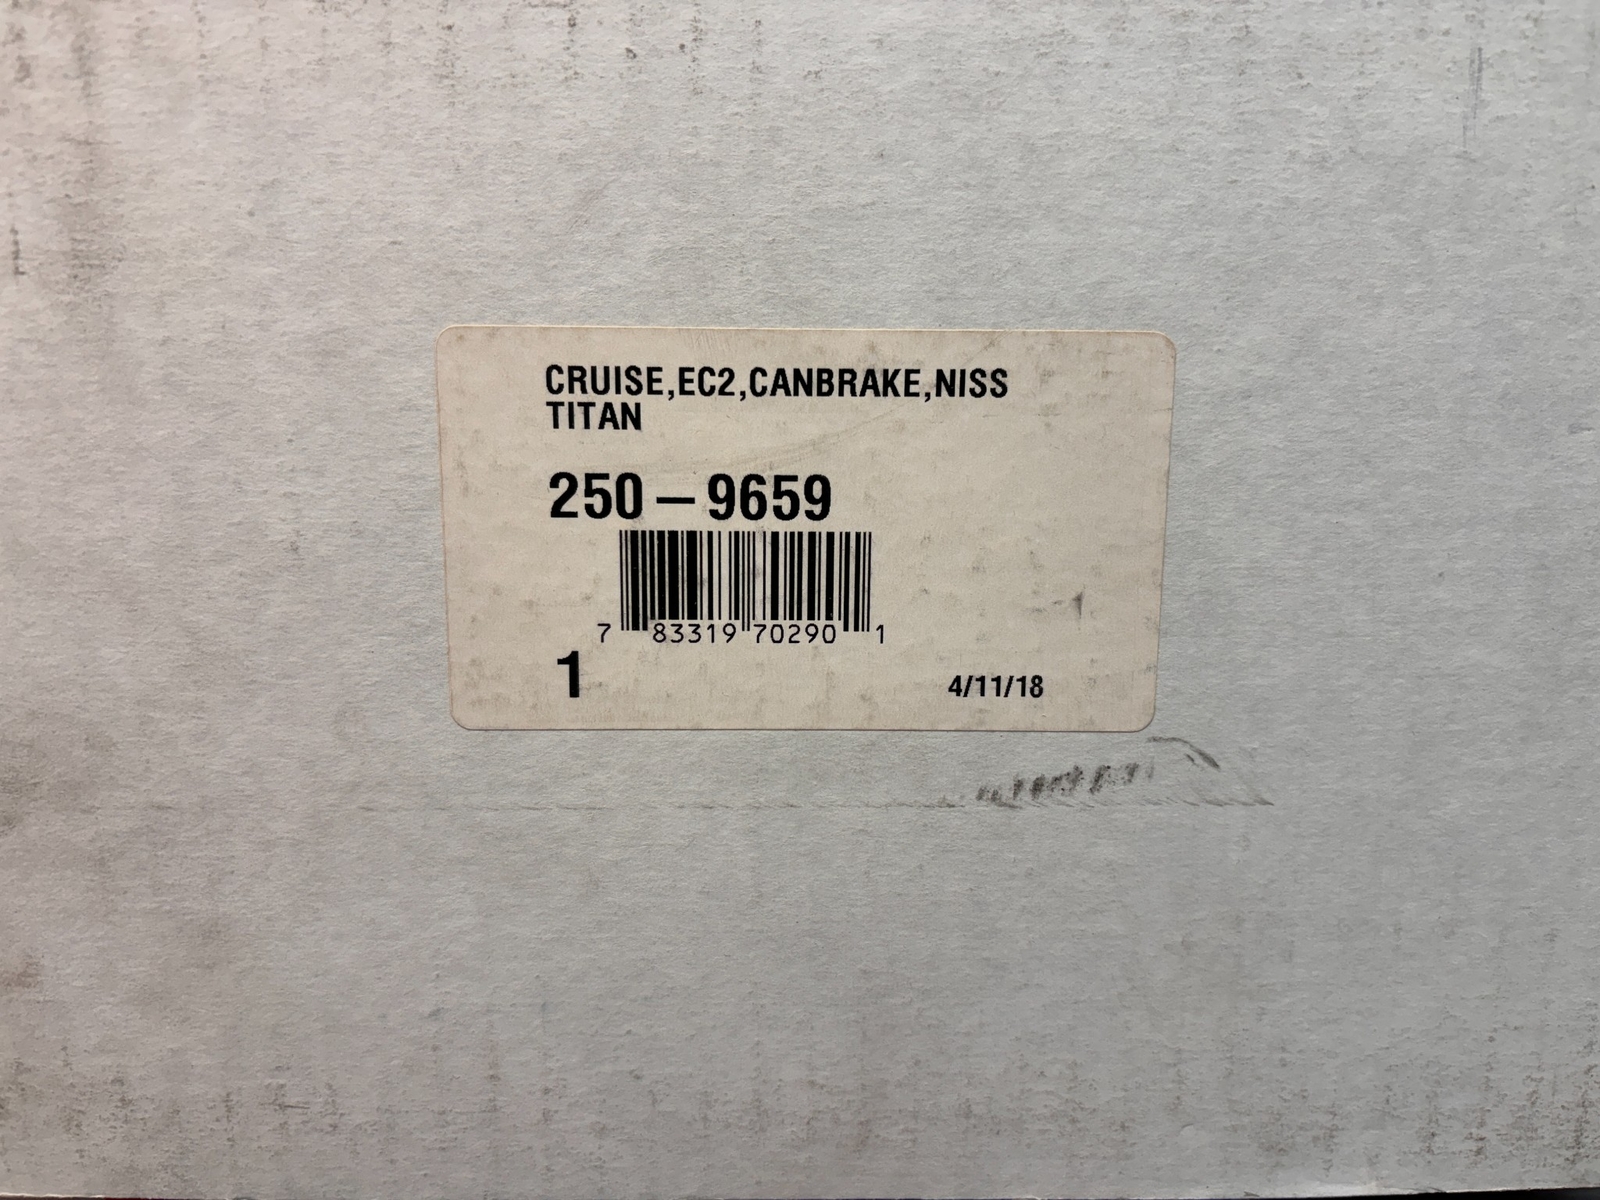 CRUISE,EC2,CANBRAKE,NISS
TITAN
250-9659
7 83319 70290 1
1
4/11/18